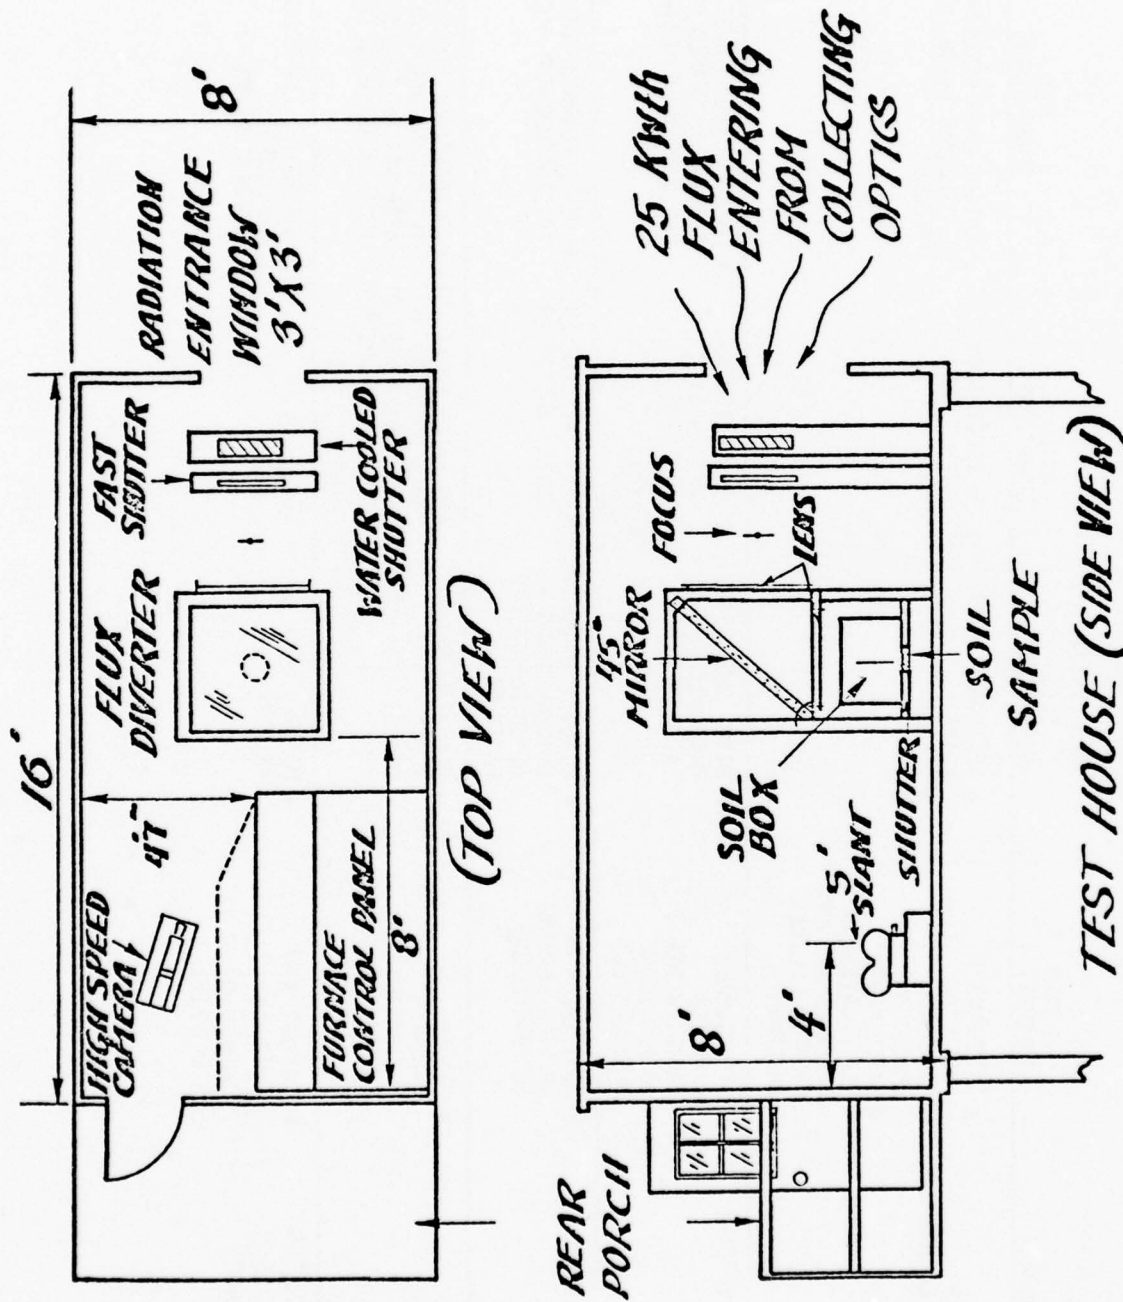 16'
8'
HIGH SPEED
CAMERA
FLUX
DIVERTER
FAST
SHUTTER
RADIATION
ENTRANCE
WINDOW
3'X3'
WATER COOLED
SHUTTER
FURNACE
CONTROL PANEL
8'
(TOP VIEW)
REAR
PORCH
8'
4'
5'
SLANT
45°
MIRROR
FOCUS
LENS
SOIL
BOX
SHUTTER
SOIL
SAMPLE
25 KWth
FLUX
ENTERING
FROM
COLLECTING
OPTICS
TEST HOUSE (SIDE VIEW)